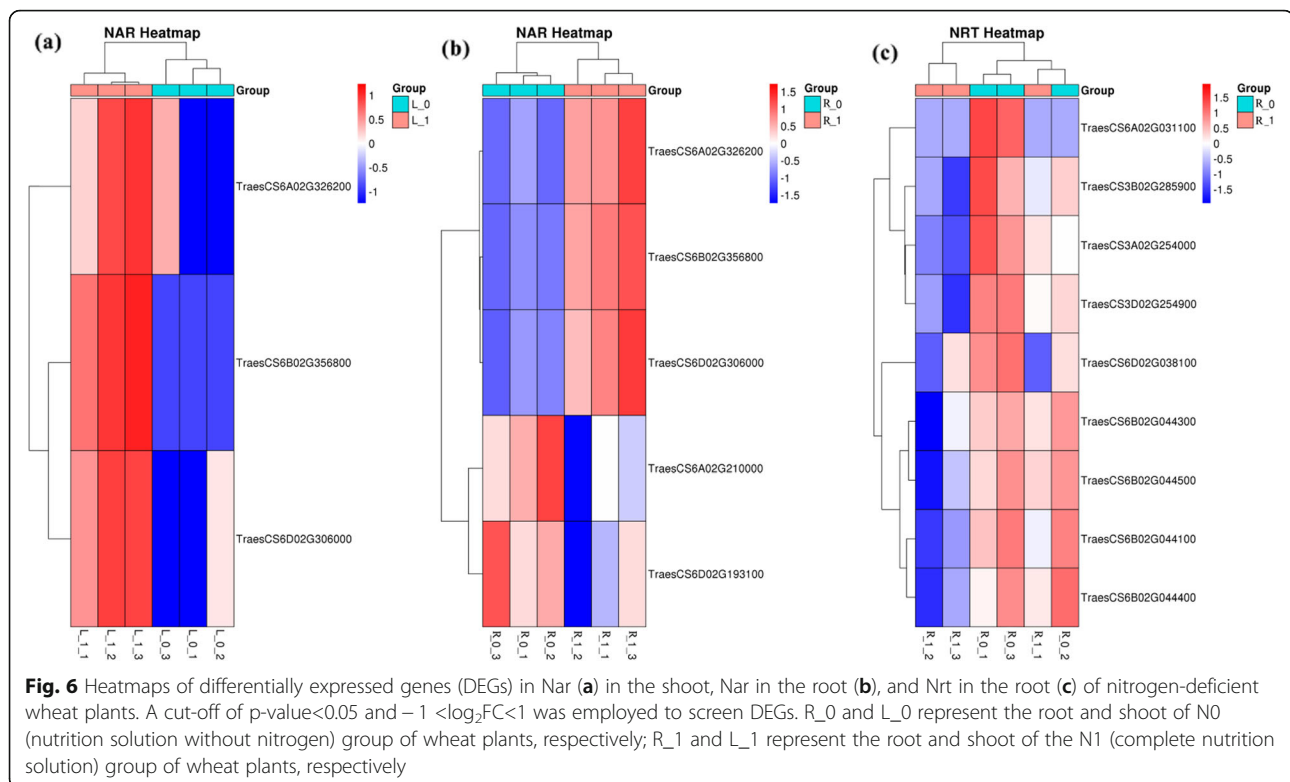 (a)
NAR Heatmap
Group
Group
L_0
L_1
1
0.5
0
-0.5
-1
TraesCS6A02G326200
TraesCS6B02G356800
TraesCS6D02G306000
L_1_1
L_1_2
L_1_3
L_0_3
L_0_1
L_0_2
(b)
NAR Heatmap
Group
Group
R_0
R_1
1.5
1
0.5
0
-0.5
-1
-1.5
TraesCS6A02G326200
TraesCS6B02G356800
TraesCS6D02G306000
TraesCS6A02G210000
TraesCS6D02G193100
R_0_3
R_0_1
R_0_2
R_1_2
R_1_1
R_1_3
(c)
NRT Heatmap
Group
Group
R_0
R_1
1.5
1
0.5
0
-0.5
-1
-1.5
TraesCS6A02G031100
TraesCS3B02G285900
TraesCS3A02G254000
TraesCS3D02G254900
TraesCS6D02G038100
TraesCS6B02G044300
TraesCS6B02G044500
TraesCS6B02G044100
TraesCS6B02G044400
R_1_2
R_1_3
R_0_1
R_0_3
R_1_1
R_0_2
Fig. 6 Heatmaps of differentially expressed genes (DEGs) in Nar (a) in the shoot, Nar in the root (b), and Nrt in the root (c) of nitrogen-deficient
wheat plants. A cut-off of p-value<0.05 and − 1 <log₂FC<1 was employed to screen DEGs. R_0 and L_0 represent the root and shoot of N0
(nutrition solution without nitrogen) group of wheat plants, respectively; R_1 and L_1 represent the root and shoot of the N1 (complete nutrition
solution) group of wheat plants, respectively